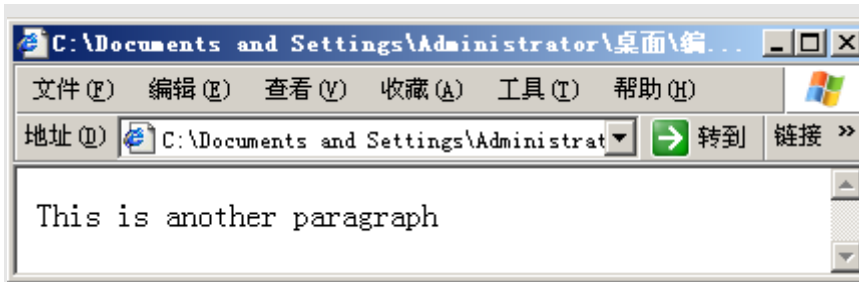 C:\Documents and Settings\Administrator\桌面\编...
文件(F) 编辑(E) 查看(V) 收藏(A) 工具(T) 帮助(H)
地址(D) C:\Documents and Settings\Administrat 转到 链接 »
This is another paragraph